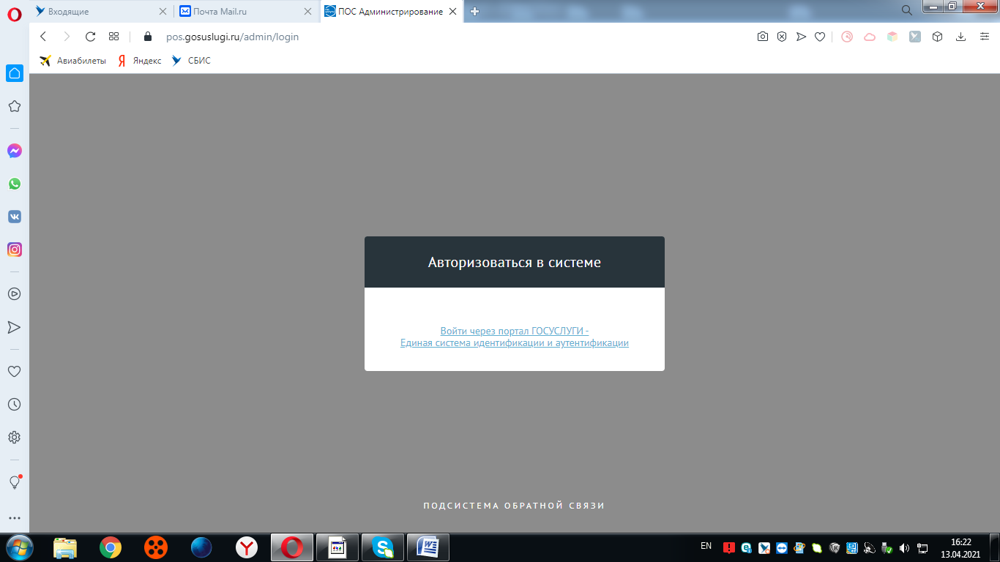 Входящие
Почта Mail.ru
ПОС Администрирование
pos.gosuslugi.ru/admin/login
Авиабилеты
Яндекс
СБИС
Авторизоваться в системе
Войти через портал ГОСУСЛУГИ -
Единая система идентификации и аутентификации
ПОДСИСТЕМА ОБРАТНОЙ СВЯЗИ
EN
16:22
13.04.2021